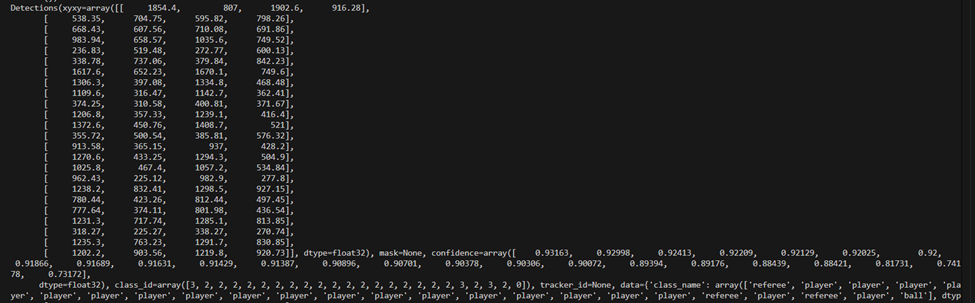 Detections(xyxy=array([[ 1854.4, 807, 1902.6, 916.28],
[ 538.35, 704.75, 595.82, 798.26],
[ 668.43, 607.56, 710.08, 691.86],
[ 983.94, 658.57, 1035.6, 749.52],
[ 236.83, 519.48, 272.77, 600.13],
[ 338.78, 737.06, 379.84, 842.23],
[ 1617.6, 652.23, 1670.1, 749.6],
[ 1306.3, 397.08, 1334.8, 468.48],
[ 1109.6, 316.47, 1142.7, 362.41],
[ 374.25, 310.58, 400.81, 371.67],
[ 1206.8, 357.33, 1239.1, 416.4],
[ 1372.6, 450.76, 1408.7, 521],
[ 355.72, 500.54, 385.81, 576.32],
[ 913.58, 365.15, 937, 428.2],
[ 1270.6, 433.25, 1294.3, 504.9],
[ 1025.8, 467.4, 1057.2, 534.84],
[ 962.43, 225.12, 982.9, 277.8],
[ 1238.2, 832.41, 1298.5, 927.15],
[ 780.44, 423.26, 812.44, 497.45],
[ 777.64, 374.11, 801.98, 436.54],
[ 1231.3, 717.74, 1285.1, 813.85],
[ 318.27, 225.27, 338.27, 270.74],
[ 1235.3, 763.23, 1291.7, 830.85],
[ 1202.2, 903.56, 1219.8, 920.73]], dtype=float32), mask=None, confidence=array([ 0.93163, 0.92998, 0.92413, 0.92209, 0.92129, 0.92025, 0.92,
0.91866, 0.91689, 0.91631, 0.91429, 0.91387, 0.90896, 0.90701, 0.90378, 0.90306, 0.90072, 0.89394, 0.89176, 0.88439, 0.88421, 0.81731, 0.741
78, 0.73172],
dtype=float32), class_id=array([3, 2, 2, 2, 2, 2, 2, 2, 2, 2, 2, 2, 2, 2, 2, 2, 2, 2, 2, 2, 3, 2, 3, 2, 0]), tracker_id=None, data={'class_name': array(['referee', 'player', 'player', 'player', 'pla
yer', 'player', 'player', 'player', 'player', 'player', 'player', 'player', 'player', 'player', 'player', 'player', 'player', 'player', 'player', 'referee', 'player', 'referee', 'player', 'ball'], dtyp